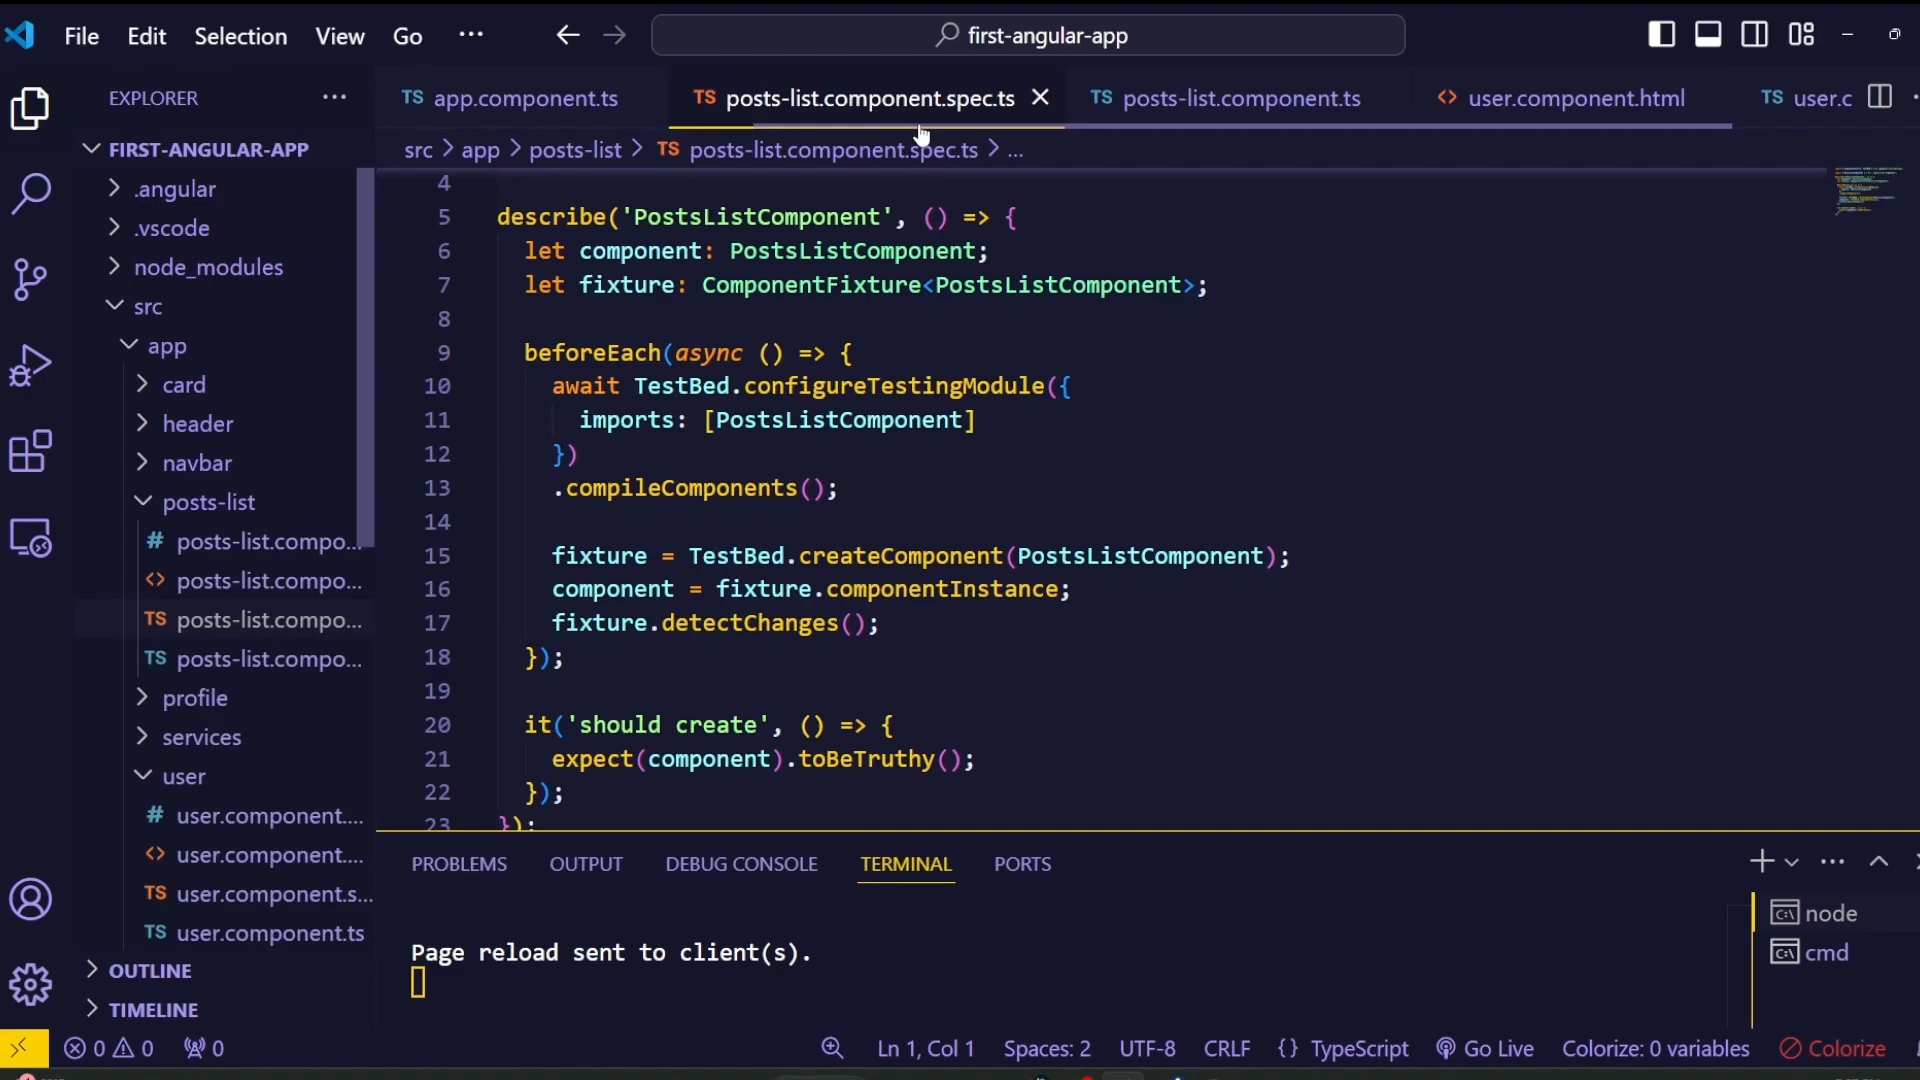 File Edit Selection View Go ··· first-angular-app
EXPLORER ···
FIRST-ANGULAR-APP
.angular
.vscode
node_modules
src
app
card
header
navbar
posts-list
# posts-list.compo...
<> posts-list.compo...
TS posts-list.compo...
TS posts-list.compo...
profile
services
user
# user.component....
<> user.component....
TS user.component.s...
TS user.component.ts
OUTLINE
TIMELINE
TS app.component.ts TS posts-list.component.spec.ts TS posts-list.component.ts <> user.component.html TS user.c
src > app > posts-list > TS posts-list.component.spec.ts > ...
4
5 describe('PostsListComponent', () => {
6 let component: PostsListComponent;
7 let fixture: ComponentFixture<PostsListComponent>;
8
9 beforeEach(async () => {
10 await TestBed.configureTestingModule({
11 imports: [PostsListComponent]
12 })
13 .compileComponents();
14
15 fixture = TestBed.createComponent(PostsListComponent);
16 component = fixture.componentInstance;
17 fixture.detectChanges();
18 });
19
20 it('should create', () => {
21 expect(component).toBeTruthy();
22 });
23 });
PROBLEMS OUTPUT DEBUG CONSOLE TERMINAL PORTS
Page reload sent to client(s).
node
cmd
0 0 0 Ln 1, Col 1 Spaces: 2 UTF-8 CRLF {} TypeScript Go Live Colorize: 0 variables Colorize